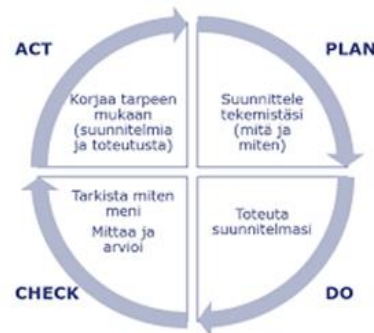 ACT
PLAN
Korjaa tarpeen
mukaan
(suunnitelmia
ja toteutusta)
Suunnittele
tekemistäsi
(mitä ja
miten)
Tarkista miten
meni
Mittaa ja
arvioi
Toteuta
suunnitelmasi
CHECK
DO